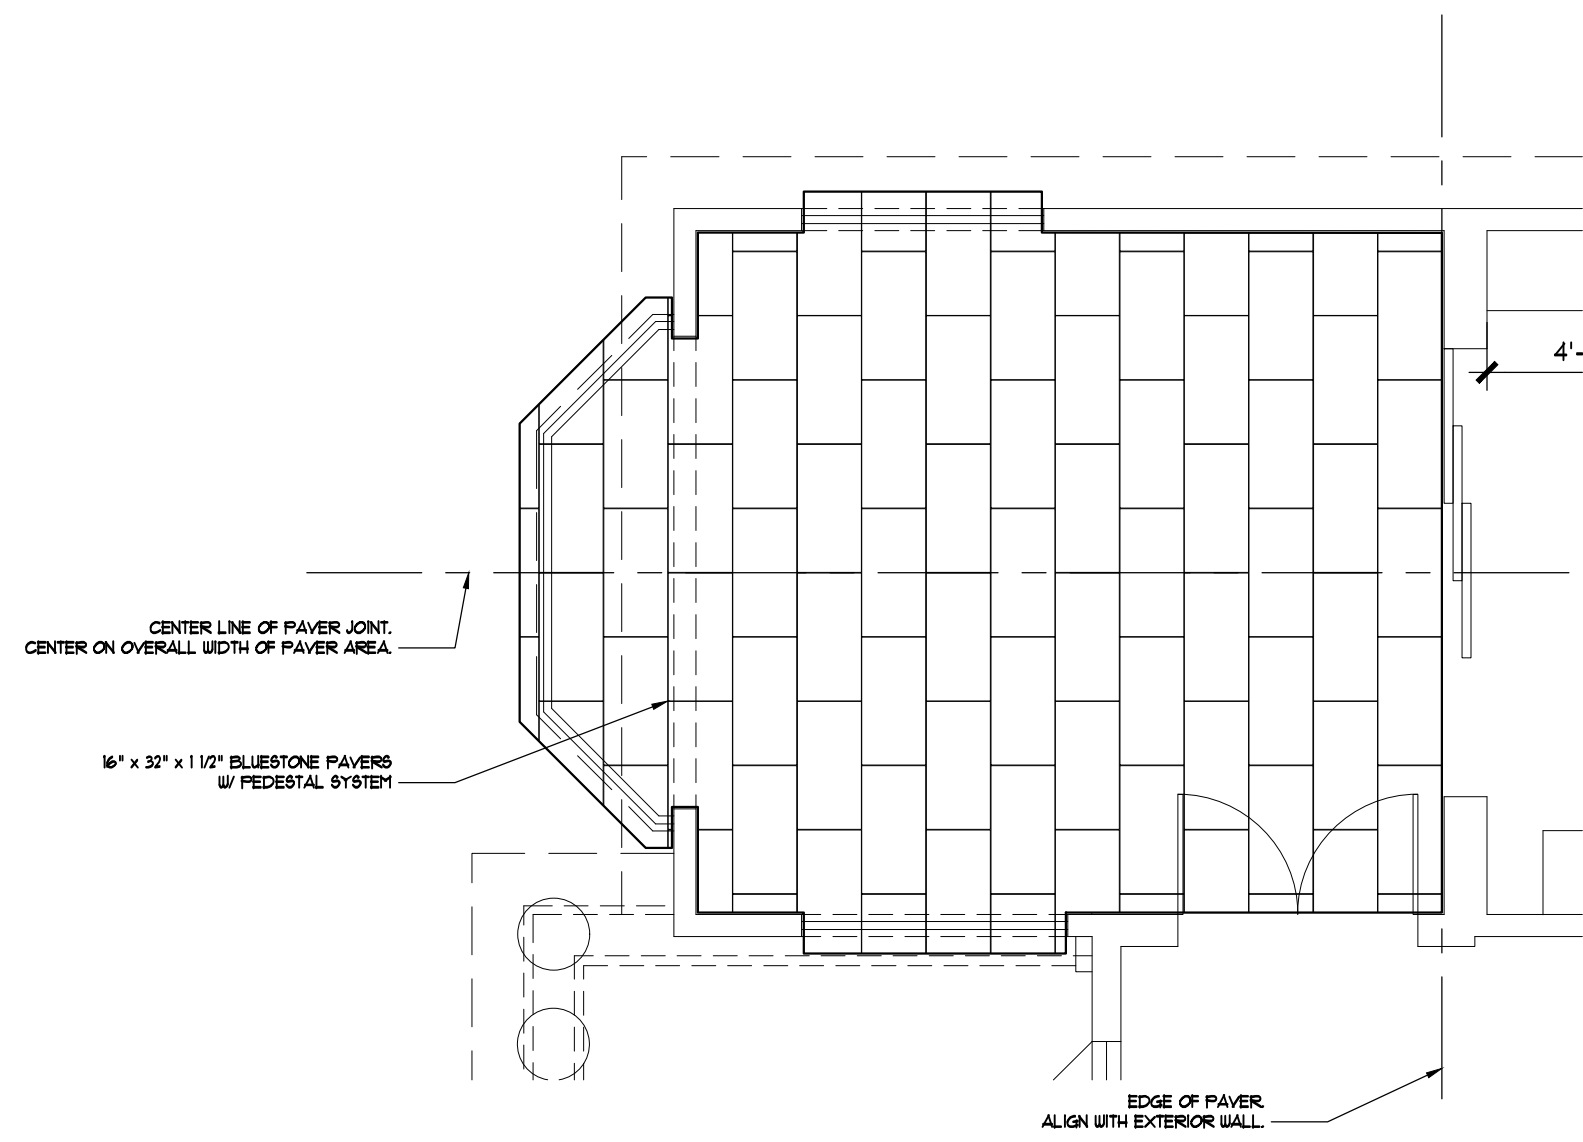 4'-
CENTER LINE OF PAVER JOINT.
CENTER ON OVERALL WIDTH OF PAVER AREA.
16" x 32" x 1 1/2" BLUESTONE PAVERS
W/ PEDESTAL SYSTEM
EDGE OF PAVER.
ALIGN WITH EXTERIOR WALL.